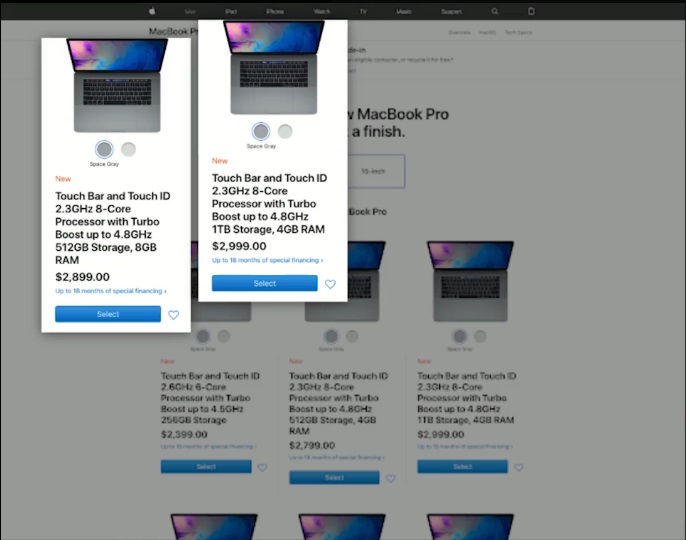 Mac iPad iPhone Watch TV Music Support
MacBook Pr
Overview macOS Tech Specs
de-in
w MacBook Pro
a finish.
15-inch
Book Pro
Space Gray
New
Touch Bar and Touch ID
2.3GHz 8-Core
Processor with Turbo
Boost up to 4.8GHz
512GB Storage, 8GB
RAM
$2,899.00
Up to 18 months of special financing ›
Select
Space Gray
New
Touch Bar and Touch ID
2.3GHz 8-Core
Processor with Turbo
Boost up to 4.8GHz
1TB Storage, 4GB RAM
$2,999.00
Up to 18 months of special financing ›
Select
Space Gray
New
Touch Bar and Touch ID
2.6GHz 6-Core
Processor with Turbo
Boost up to 4.5GHz
256GB Storage
$2,399.00
Up to 18 months of special financing ›
Select
Space Gray
New
Touch Bar and Touch ID
2.3GHz 8-Core
Processor with Turbo
Boost up to 4.8GHz
512GB Storage, 4GB
RAM
$2,799.00
Up to 18 months of special financing ›
Select
Space Gray
New
Touch Bar and Touch ID
2.3GHz 8-Core
Processor with Turbo
Boost up to 4.8GHz
1TB Storage, 4GB RAM
$2,999.00
Up to 18 months of special financing ›
Select